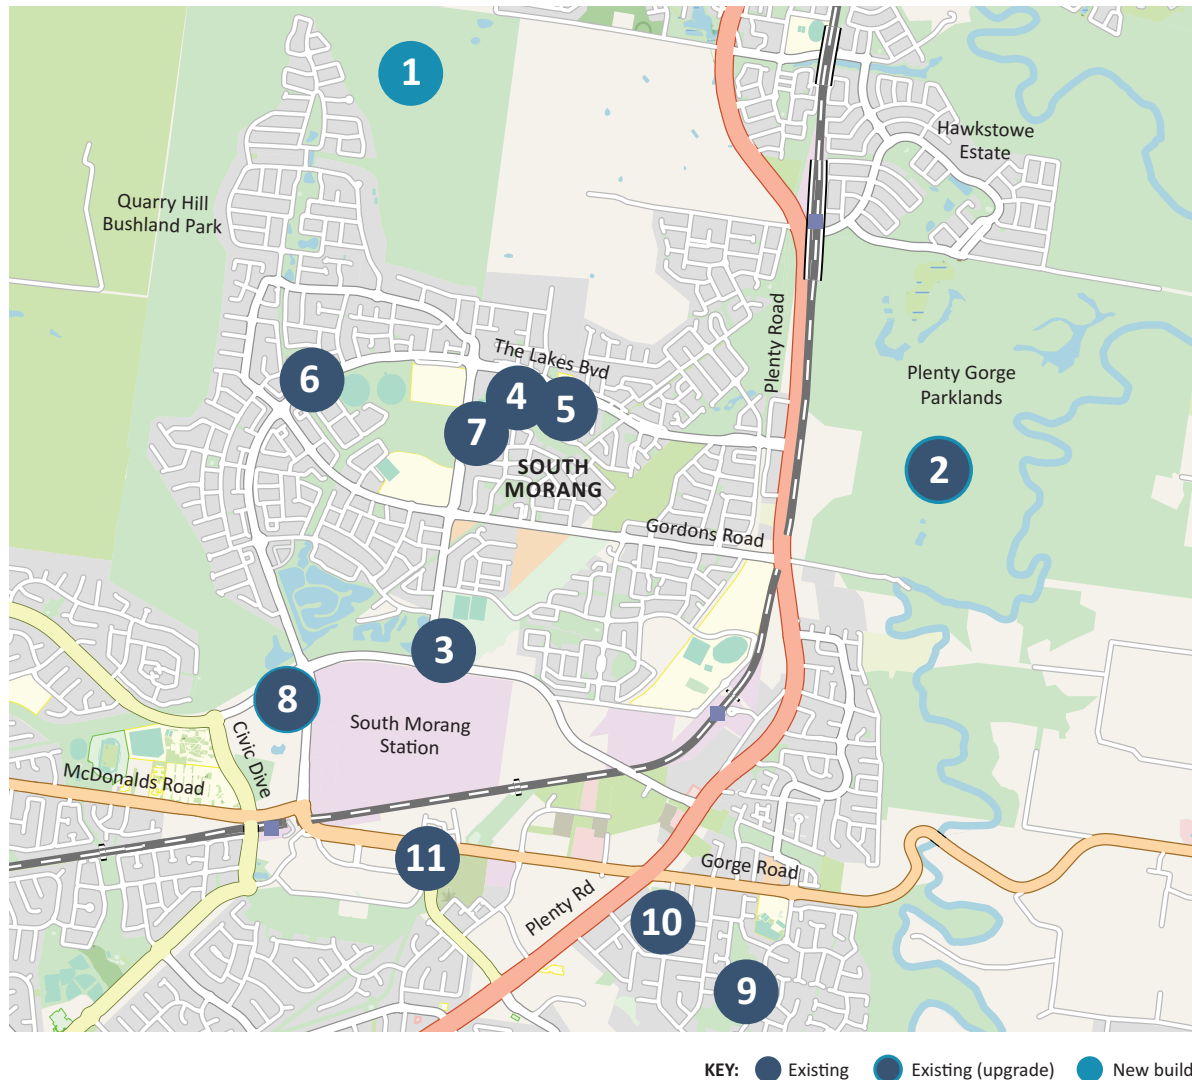 1
Hawkstowe
Estate
Quarry Hill
Bushland Park
Plenty Road
The Lakes Bvd
6
4
5
7
Plenty Gorge
Parklands
2
SOUTH
MORANG
Gordons Road
3
8
South Morang
Station
Civic Dive
McDonalds Road
11
Gorge Road
Plenty Rd
10
9
KEY: Existing Existing (upgrade) New build